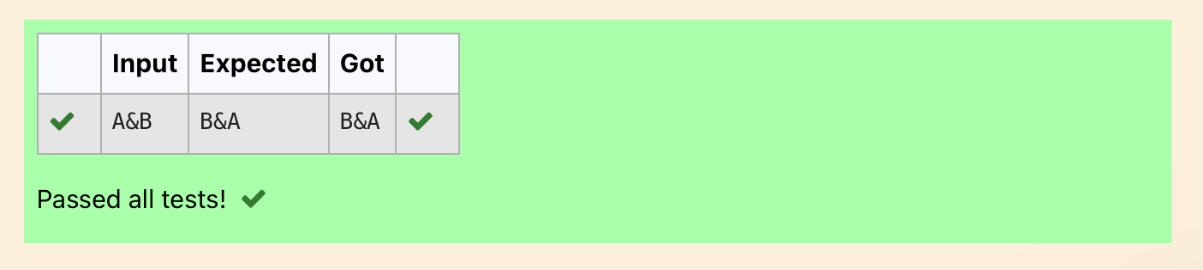 Input Expected Got
A&B B&A B&A
Passed all tests!